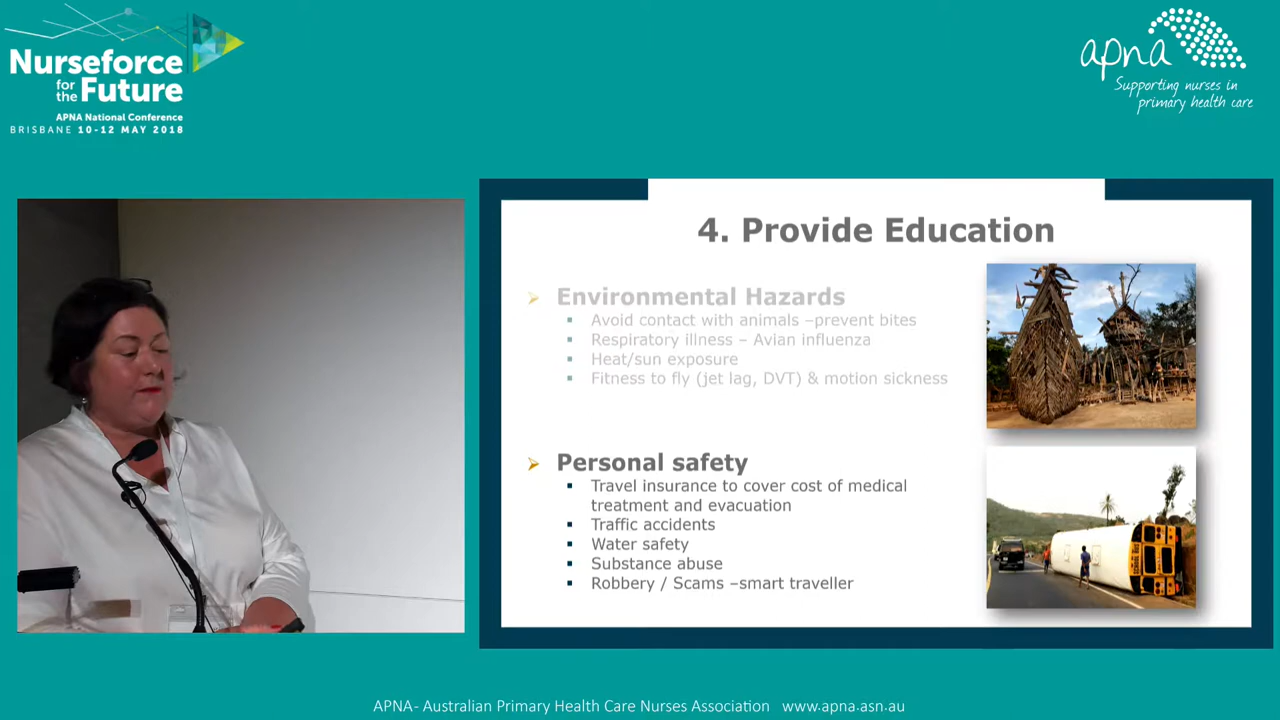 Nurseforce
for the Future
APNA National Conference
BRISBANE 10-12 MAY 2018
apna
Supporting nurses in
primary health care
4. Provide Education
Environmental Hazards
Avoid contact with animals –prevent bites
Respiratory illness – Avian influenza
Heat/sun exposure
Fitness to fly (jet lag, DVT) & motion sickness
Personal safety
Travel insurance to cover cost of medical
treatment and evacuation
Traffic accidents
Water safety
Substance abuse
Robbery / Scams –smart traveller
APNA- Australian Primary Health Care Nurses Association www.apna.asn.au